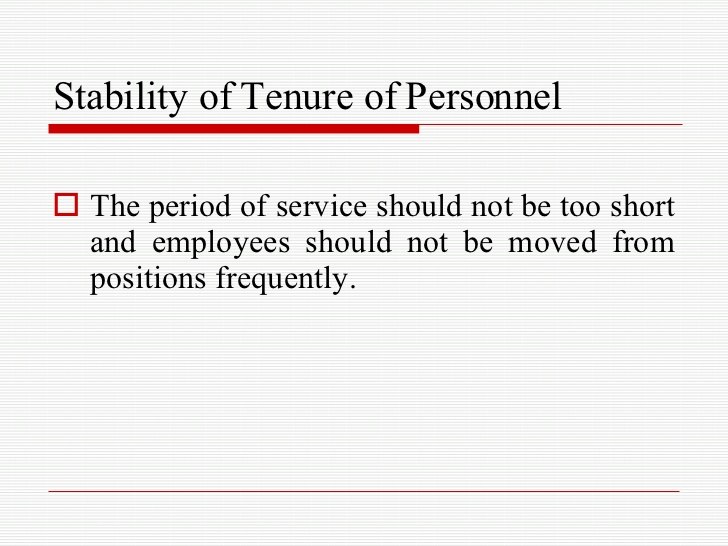 Stability of Tenure of Personnel
The period of service should not be too short
and employees should not be moved from
positions frequently.